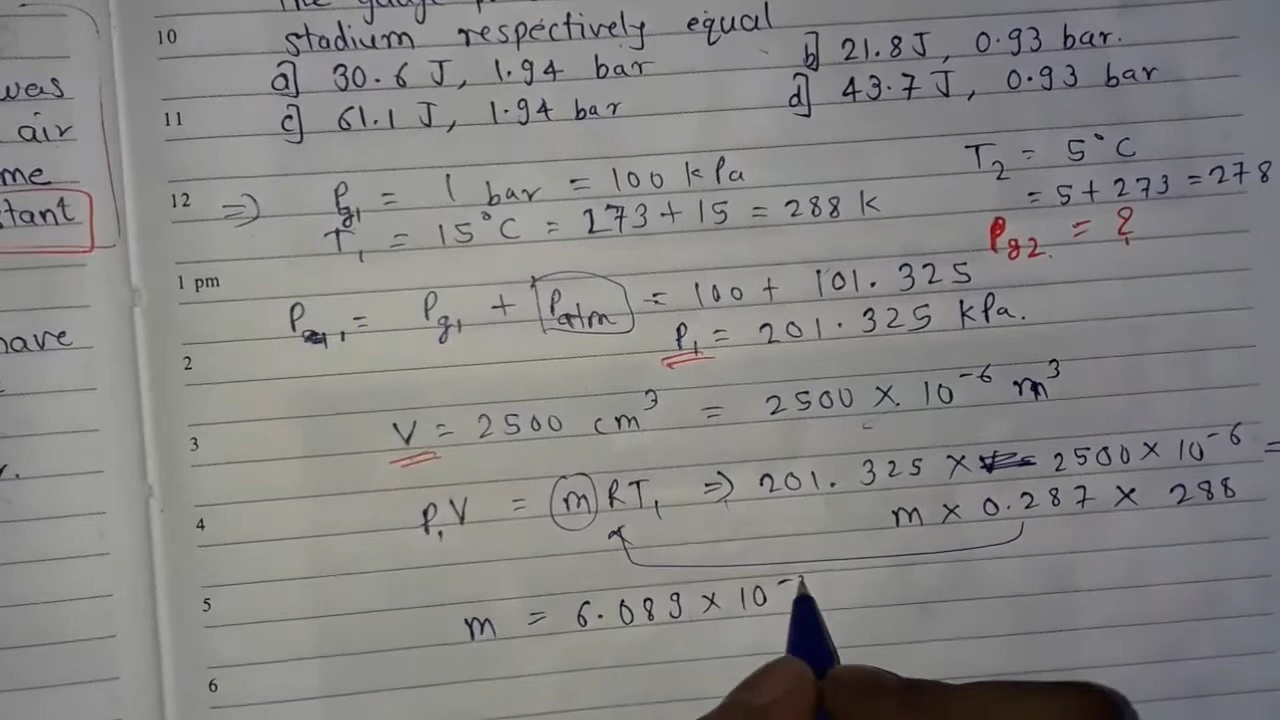 The gauge
10 stadium respectively equal
a] 30.6 J, 1.94 bar b] 21.8 J, 0.93 bar.
11 c] 61.1 J, 1.94 bar d] 43.7 J, 0.93 bar
was
air
me
stant
12 ⇒ Pg1 = 1 bar = 100 kPa T2 = 5°C
T1 = 15°C = 273 + 15 = 288 k = 5 + 273 = 278
Pg2. = ?
1 pm
P1 = Pg1 + Patm = 100 + 101.325
P1 = 201.325 kPa.
have
2
V = 2500 cm³ = 2500 × 10⁻⁶ m³
3
P1V = mRT1 ⇒ 201.325 × 2500 × 10⁻⁶ =
4 m × 0.287 × 288
5
m = 6.089 × 10⁻
6